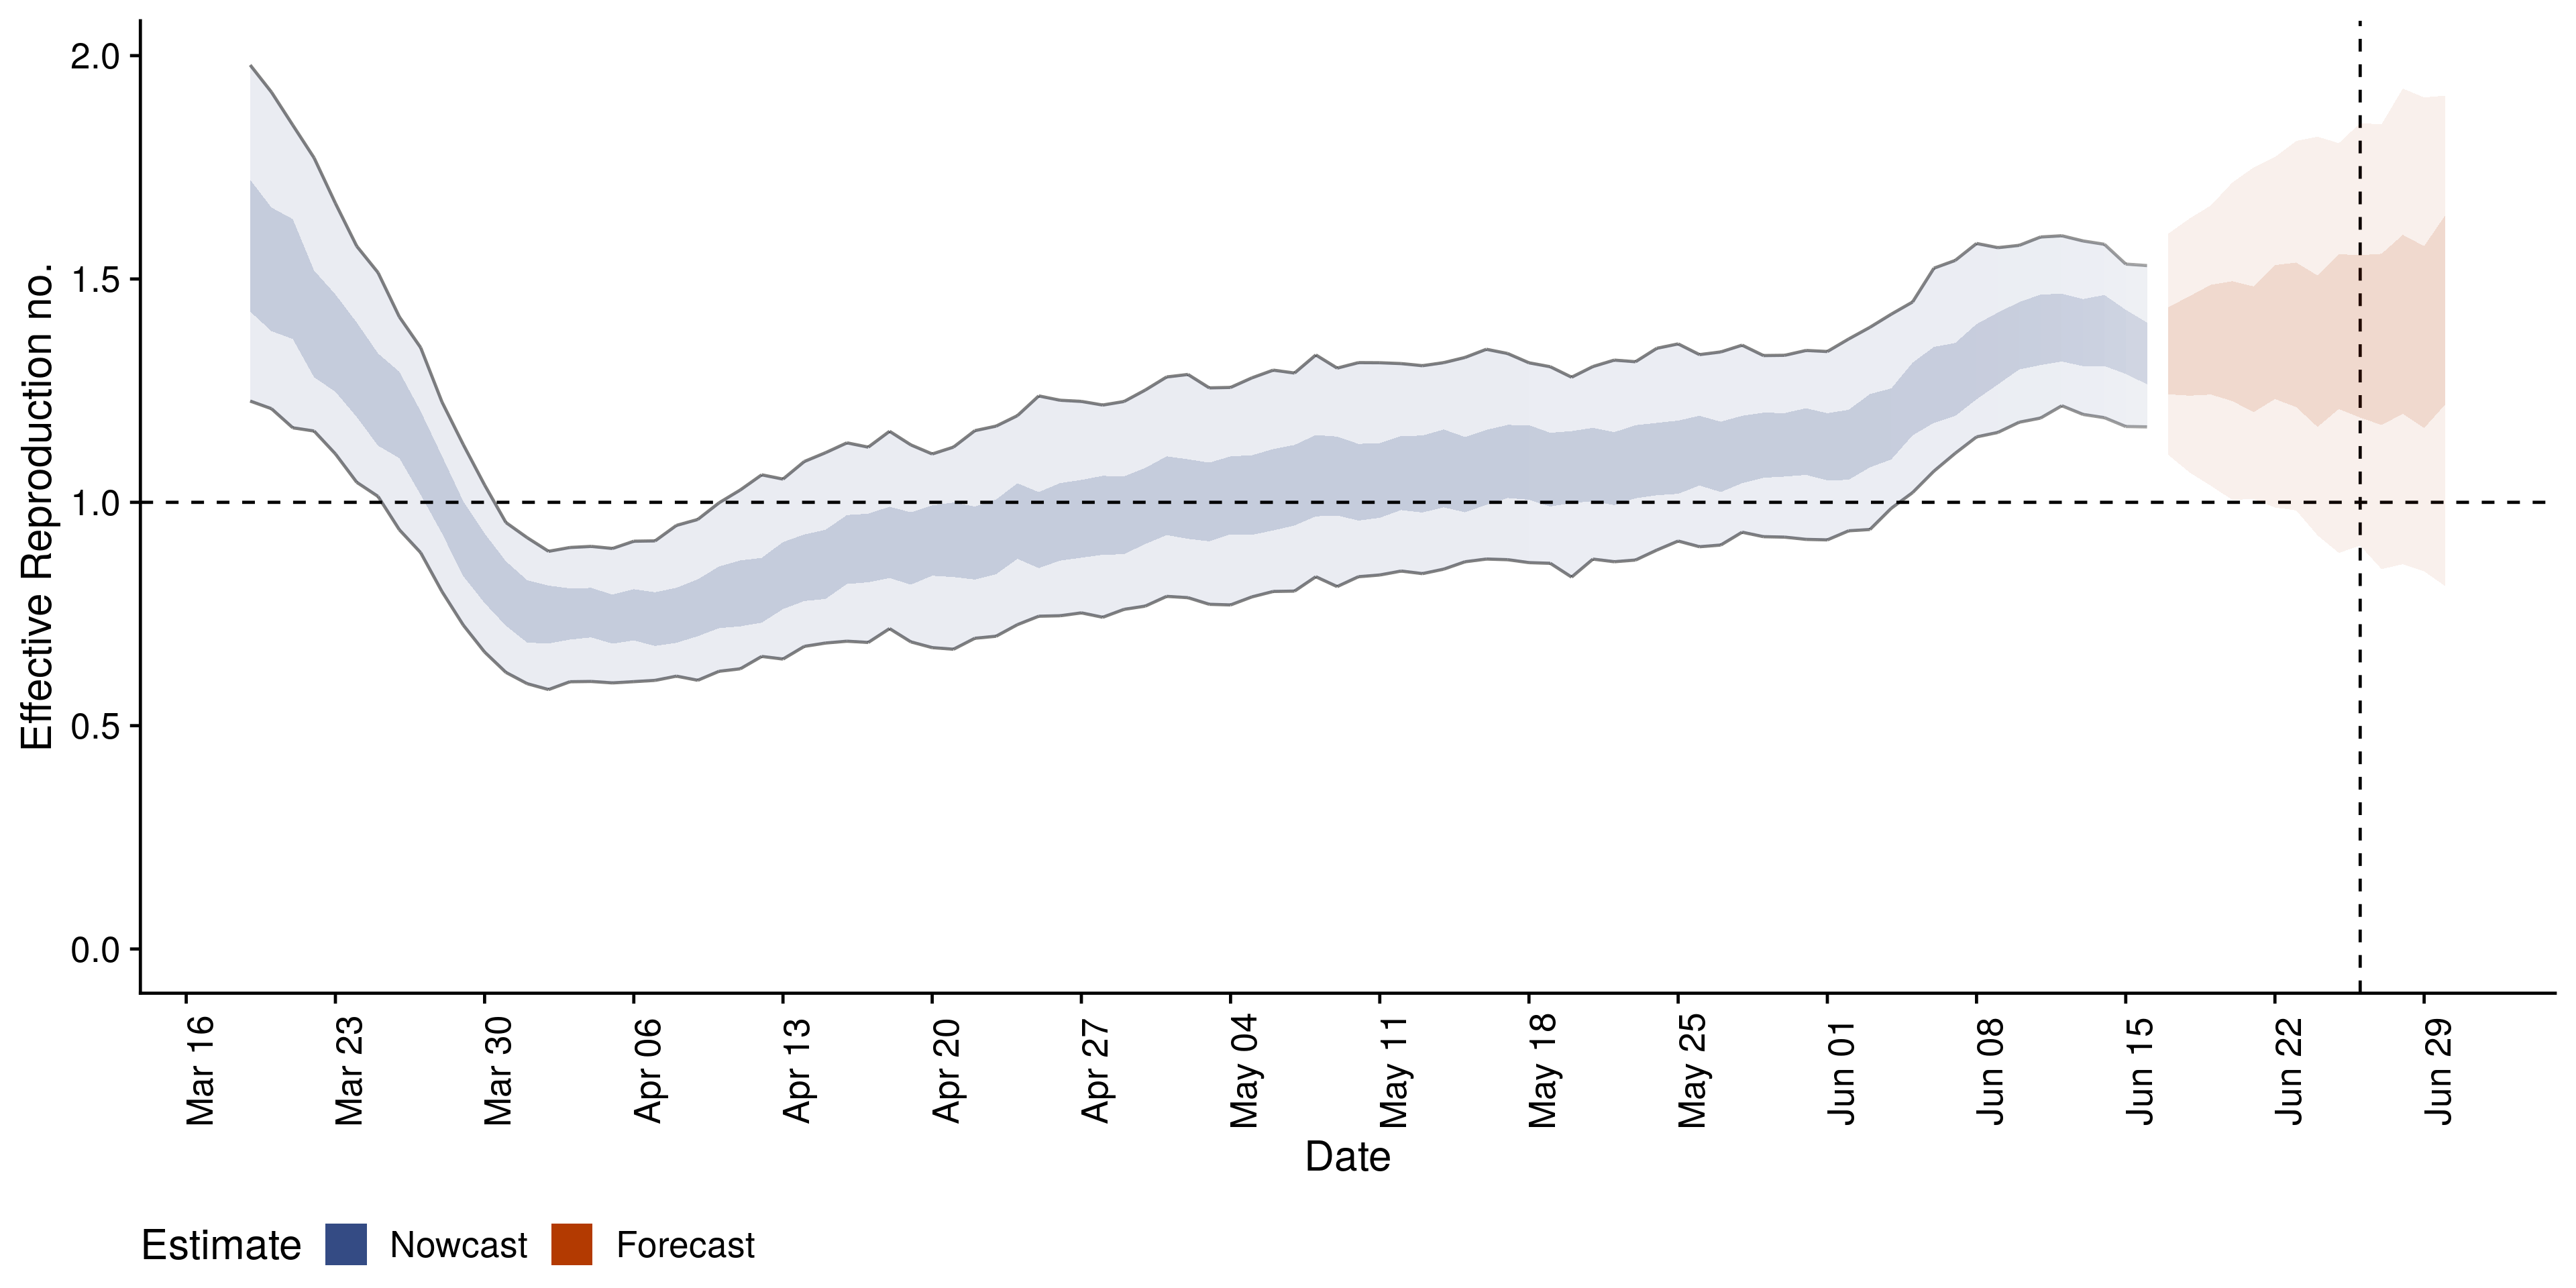 Effective Reproduction no.
2.0
1.5
1.0
0.5
0.0
Mar 16
Mar 23
Mar 30
Apr 06
Apr 13
Apr 20
Apr 27
May 04
May 11
May 18
May 25
Jun 01
Jun 08
Jun 15
Jun 22
Jun 29
Date
Estimate Nowcast Forecast